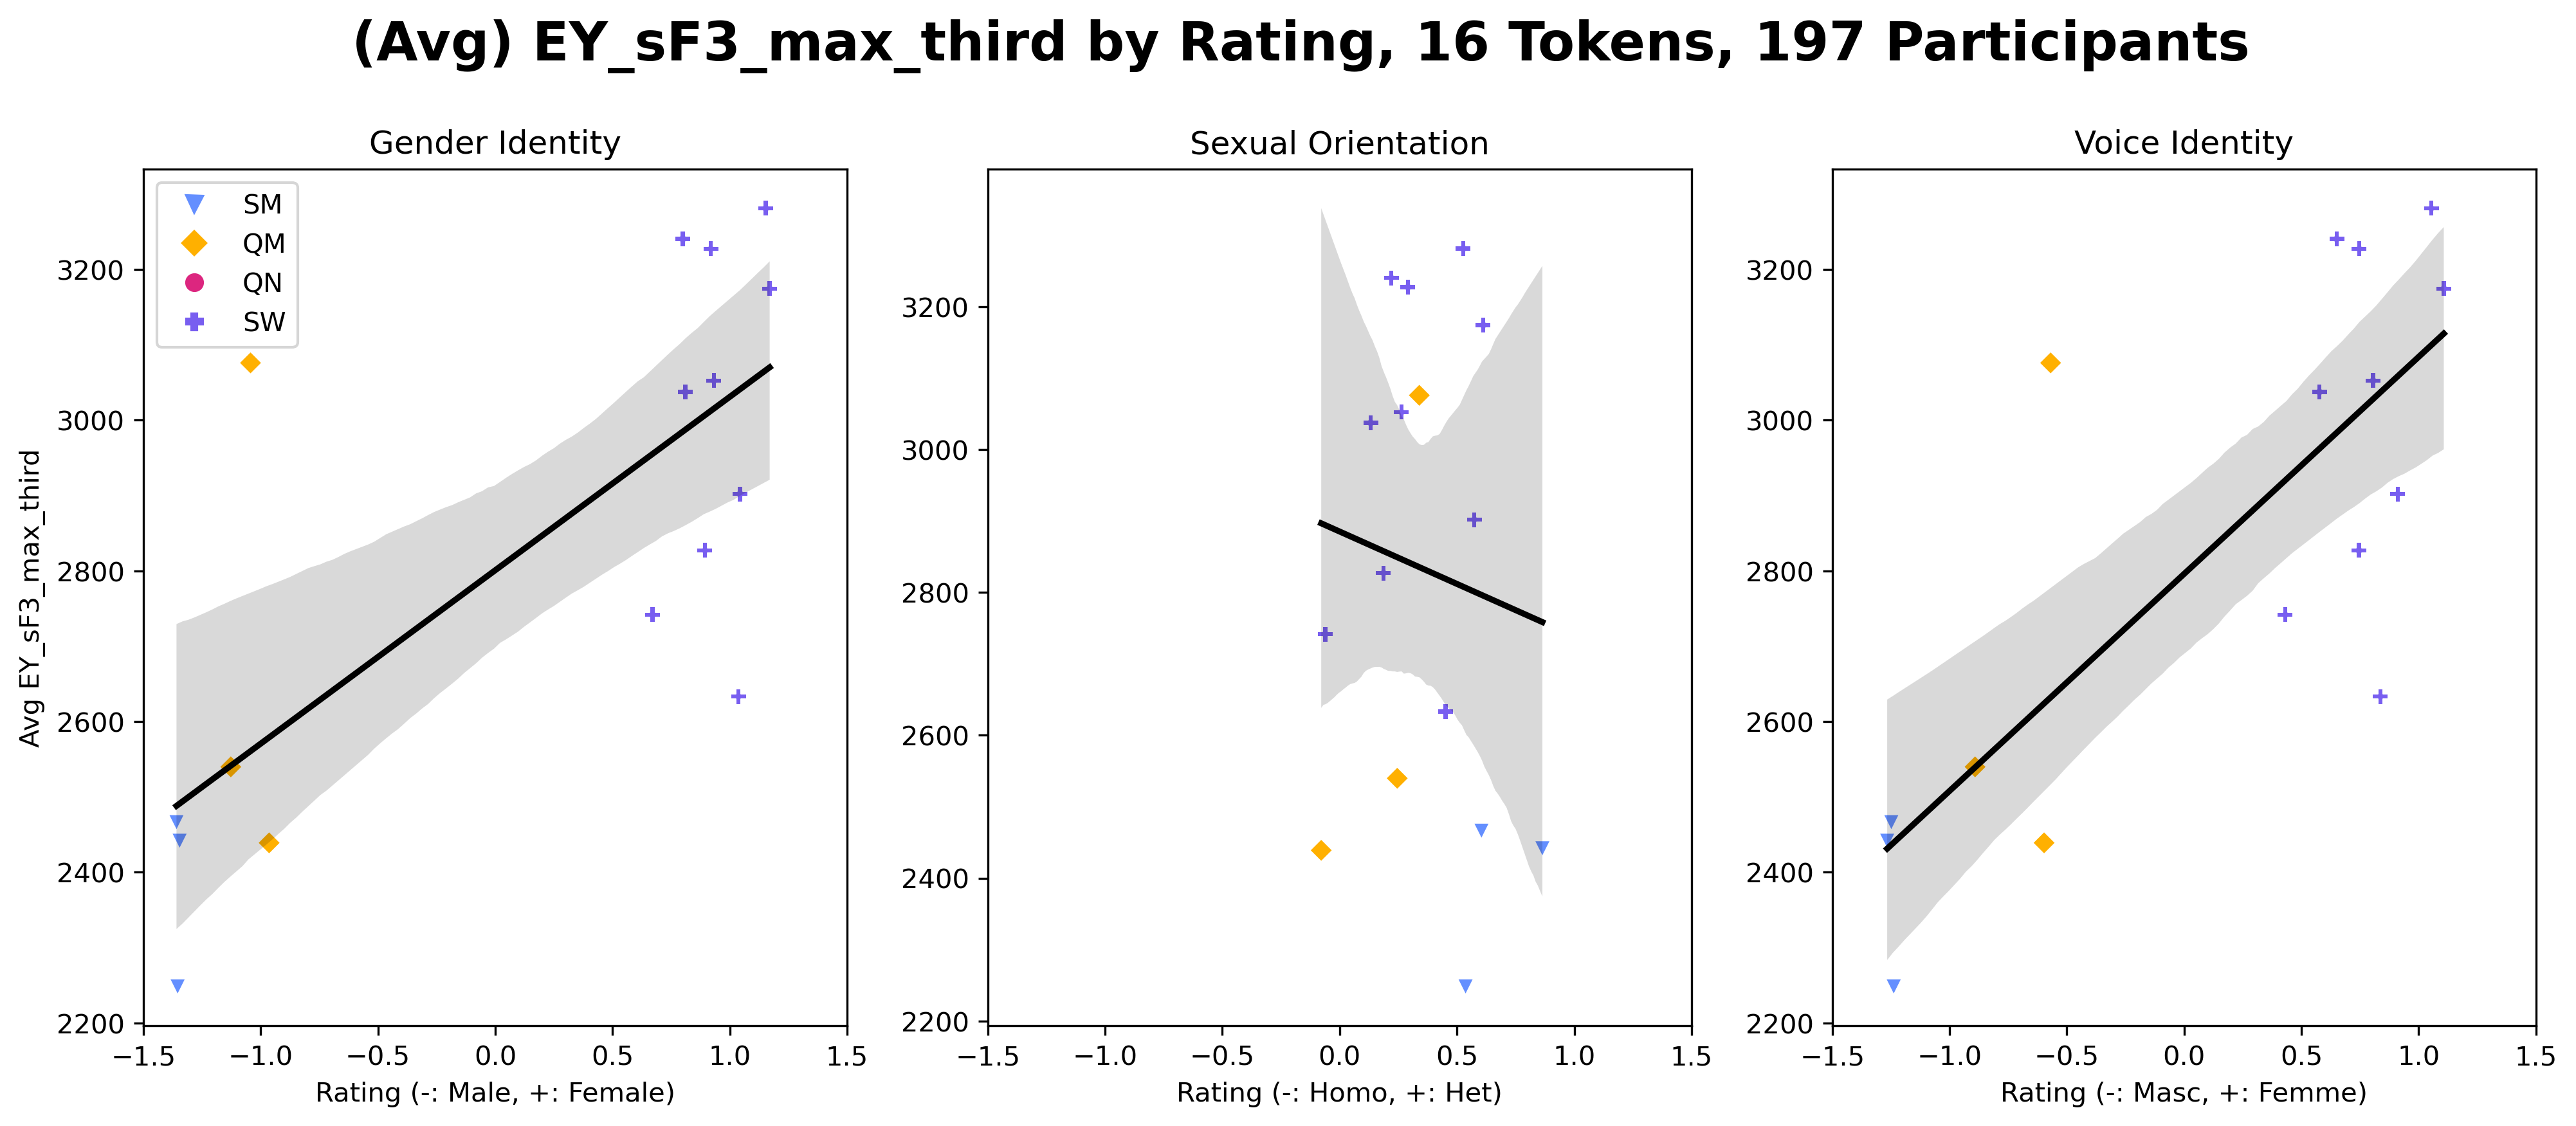 (Avg) EY_sF3_max_third by Rating, 16 Tokens, 197 Participants
Gender Identity
Sexual Orientation
Voice Identity
SM
QM
QN
SW
Avg EY_sF3_max_third
3200
3000
2800
2600
2400
2200
−1.5 −1.0 −0.5 0.0 0.5 1.0 1.5
Rating (-: Male, +: Female)
3200
3000
2800
2600
2400
2200
−1.5 −1.0 −0.5 0.0 0.5 1.0 1.5
Rating (-: Homo, +: Het)
3200
3000
2800
2600
2400
2200
−1.5 −1.0 −0.5 0.0 0.5 1.0 1.5
Rating (-: Masc, +: Femme)